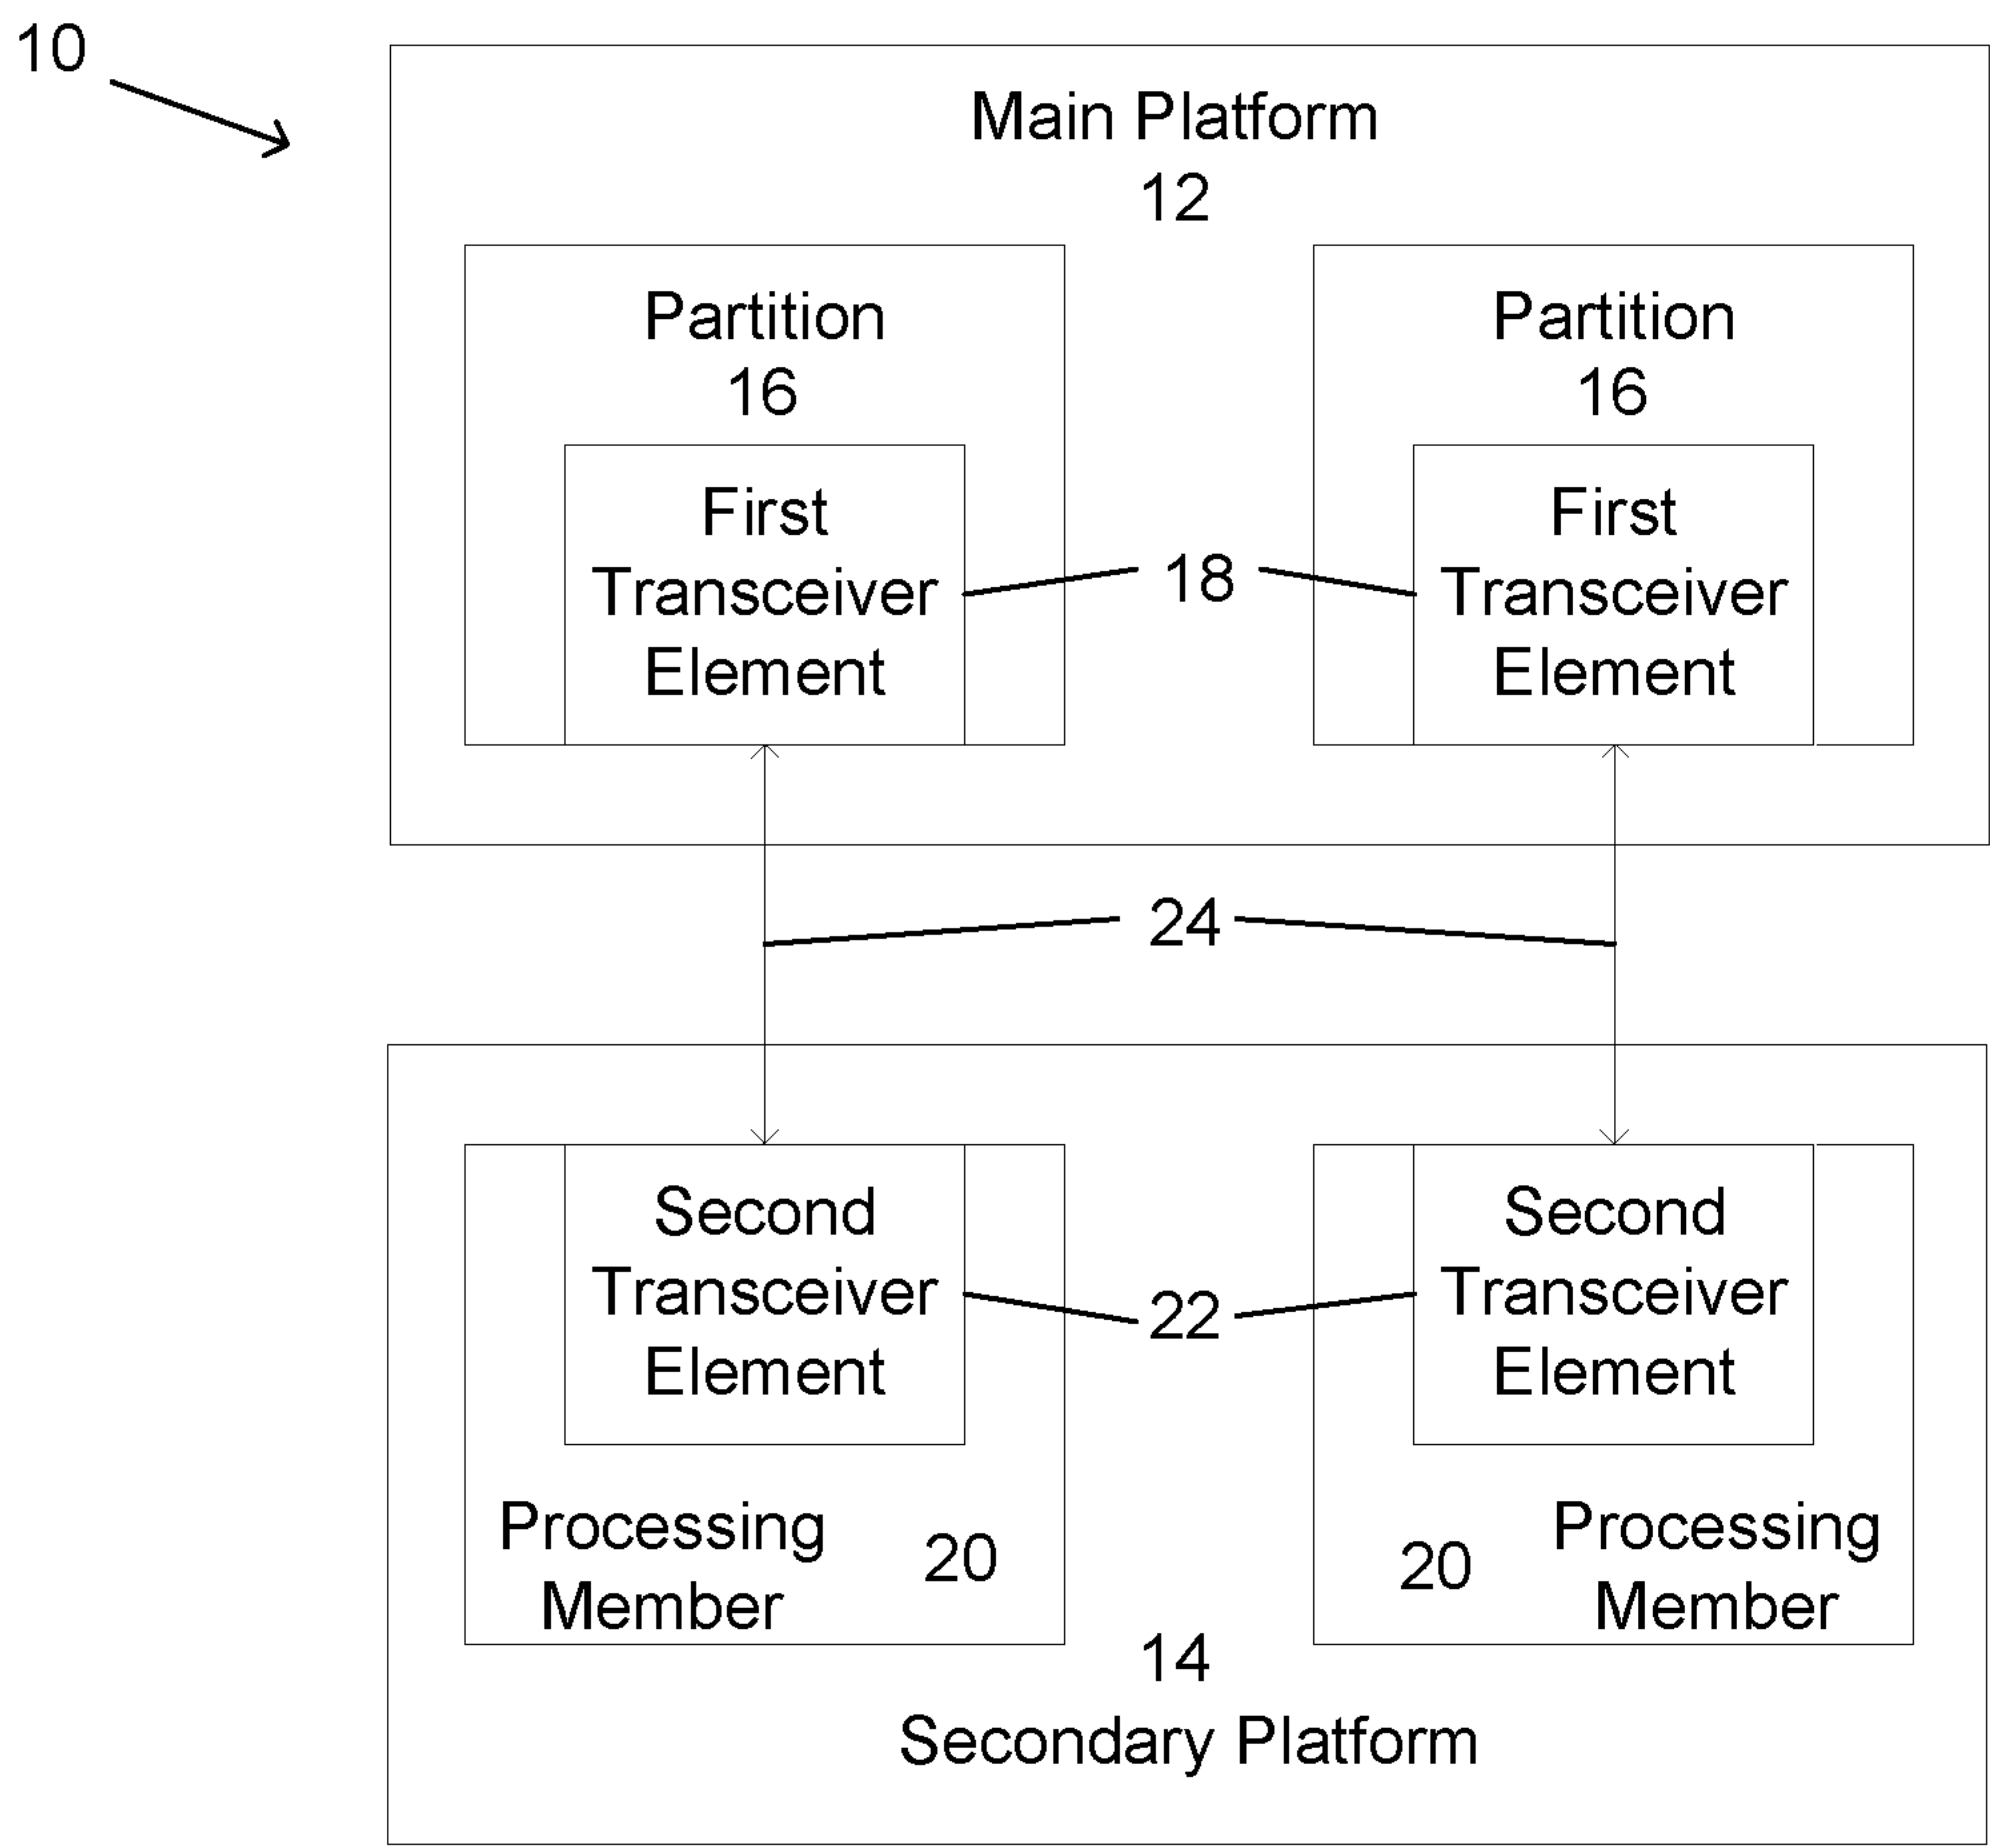 10
Main Platform
12
Partition
16
Partition
16
First
Transceiver
Element
18
First
Transceiver
Element
24
Second
Transceiver
Element
22
Second
Transceiver
Element
Processing
Member
20
20
Processing
Member
14
Secondary Platform